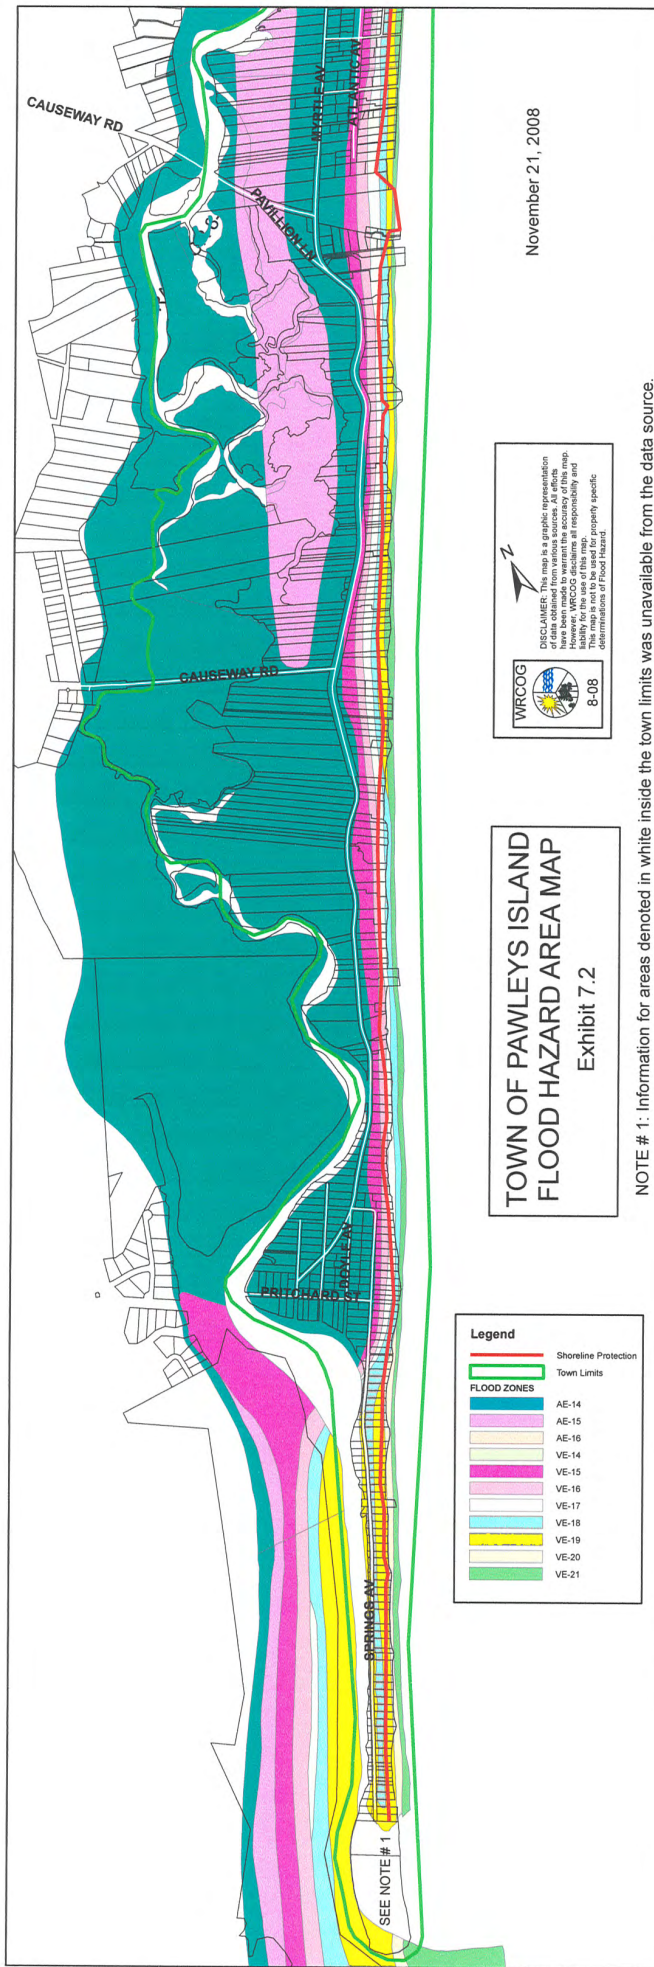 CAUSEWAY RD
MYRTLE AV
ATLANTIC AV
PAVILLION LN
CAUSEWAY RD
DOYLE AV
PRITCHARD ST
SPRINGS AV
SEE NOTE # 1
November 21, 2008
N
WRCOG
8-08
DISCLAIMER: This map is a graphic representation
of data obtained from various sources. All efforts
have been made to warrant the accuracy of this map.
However, WRCOG disclaims all responsibility and
liability for the use of this map.
This map is not to be used for property specific
determinations of Flood Hazard.
TOWN OF PAWLEYS ISLAND
FLOOD HAZARD AREA MAP
Exhibit 7.2
NOTE # 1: Information for areas denoted in white inside the town limits was unavailable from the data source.
Legend
Shoreline Protection
Town Limits
FLOOD ZONES
AE-14
AE-15
AE-16
VE-14
VE-15
VE-16
VE-17
VE-18
VE-19
VE-20
VE-21